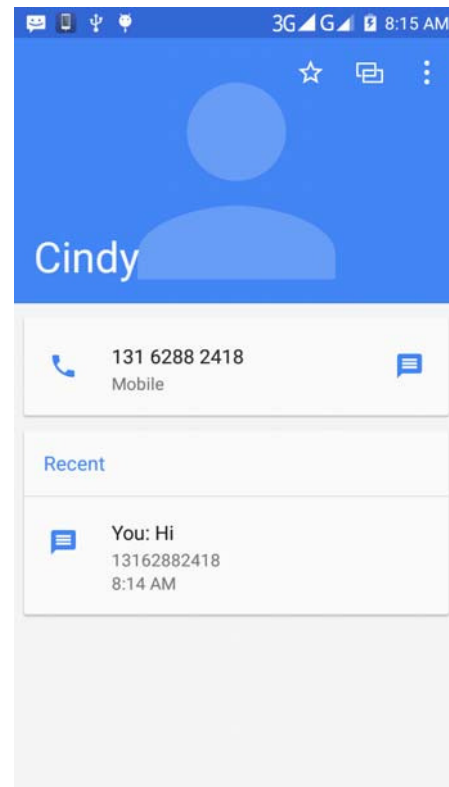 3G G 8:15 AM
Cindy
131 6288 2418
Mobile
Recent
You: Hi
13162882418
8:14 AM